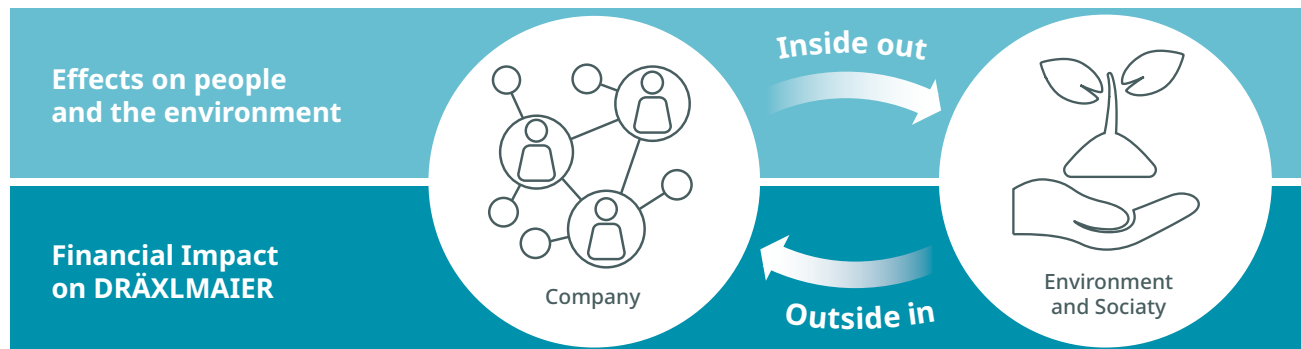 Effects on people
and the environment
Inside out
Company
Environment
and Sociaty
Financial Impact
on DRÄXLMAIER
Outside in